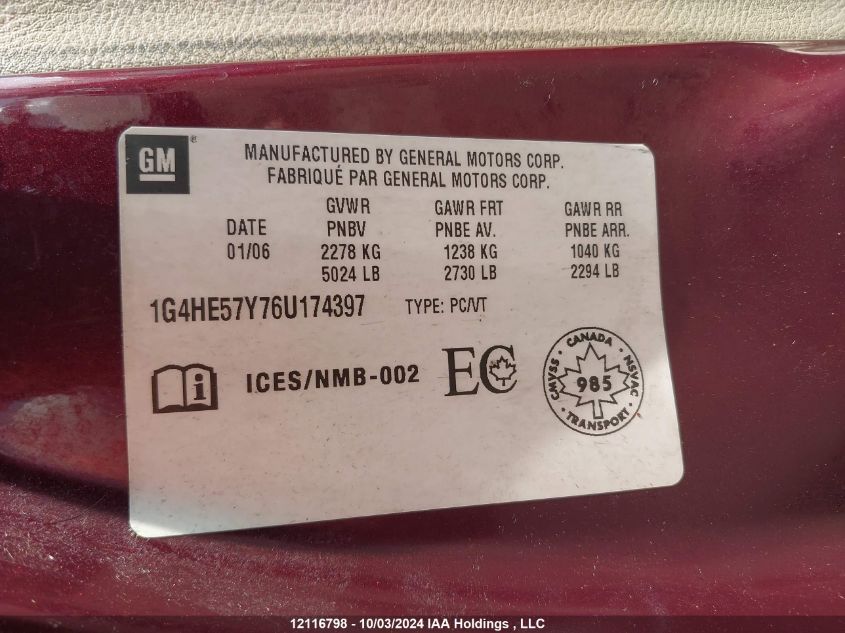 GM ®
MANUFACTURED BY GENERAL MOTORS CORP.
FABRIQUÉ PAR GENERAL MOTORS CORP.
GVWR GAWR FRT GAWR RR
DATE PNBV PNBE AV. PNBE ARR.
01/06 2278 KG 1238 KG 1040 KG
5024 LB 2730 LB 2294 LB
1G4HE57Y76U174397 TYPE: PC/VT
i ICES/NMB-002 EC
CANADA
CMVSS 985 NSVAC
TRANSPORT
12116798 - 10/03/2024 IAA Holdings , LLC